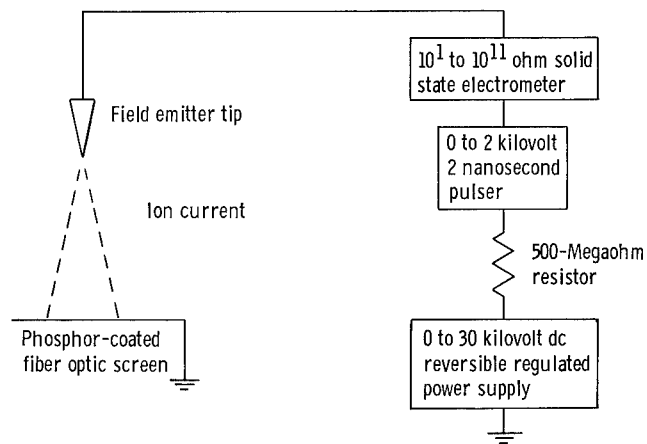 10¹ to 10¹¹ ohm solid
state electrometer
Field emitter tip
0 to 2 kilovolt
2 nanosecond
pulser
Ion current
500-Megaohm
resistor
Phosphor-coated
fiber optic screen
0 to 30 kilovolt dc
reversible regulated
power supply